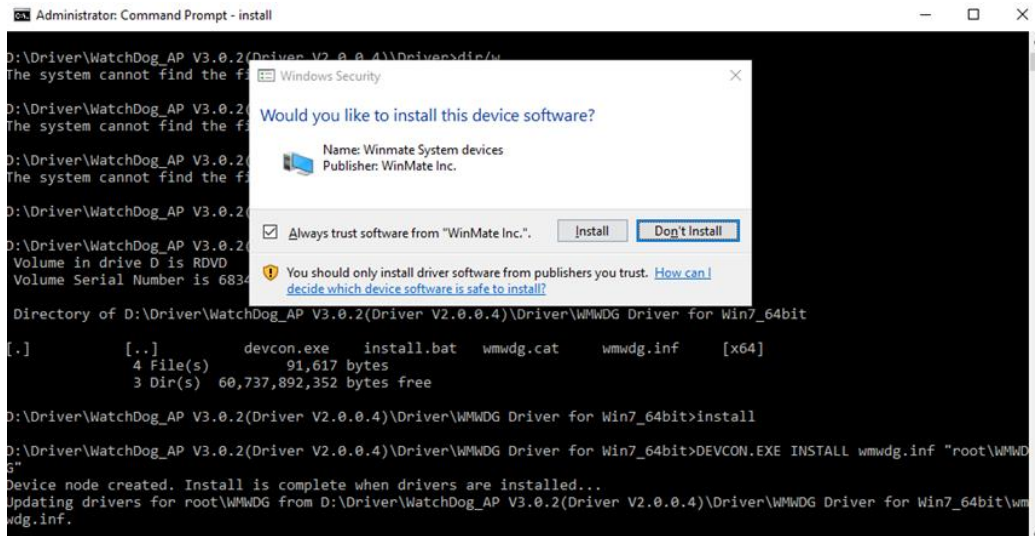 Administrator: Command Prompt - install
D:\Driver\WatchDog_AP V3.0.2(Driver V2.0.0.4)\Driver>dir/w
The system cannot find the fi
D:\Driver\WatchDog_AP V3.0.2(
The system cannot find the fi
D:\Driver\WatchDog_AP V3.0.2(
The system cannot find the fi
D:\Driver\WatchDog_AP V3.0.2(
D:\Driver\WatchDog_AP V3.0.2(
Volume in drive D is RDVD
Volume Serial Number is 6834
Windows Security
Would you like to install this device software?
Name: Winmate System devices
Publisher: WinMate Inc.
Always trust software from "WinMate Inc.".
Install
Don't Install
You should only install driver software from publishers you trust. How can I
decide which device software is safe to install?
Directory of D:\Driver\WatchDog_AP V3.0.2(Driver V2.0.0.4)\Driver\WMWDG Driver for Win7_64bit
[.] [..] devcon.exe install.bat wmwdg.cat wmwdg.inf [x64]
4 File(s) 91,617 bytes
3 Dir(s) 60,737,892,352 bytes free
D:\Driver\WatchDog_AP V3.0.2(Driver V2.0.0.4)\Driver\WMWDG Driver for Win7_64bit>install
D:\Driver\WatchDog_AP V3.0.2(Driver V2.0.0.4)\Driver\WMWDG Driver for Win7_64bit>DEVCON.EXE INSTALL wmwdg.inf "root\WMWD
G"
Device node created. Install is complete when drivers are installed...
Updating drivers for root\WMWDG from D:\Driver\WatchDog_AP V3.0.2(Driver V2.0.0.4)\Driver\WMWDG Driver for Win7_64bit\wm
wdg.inf.